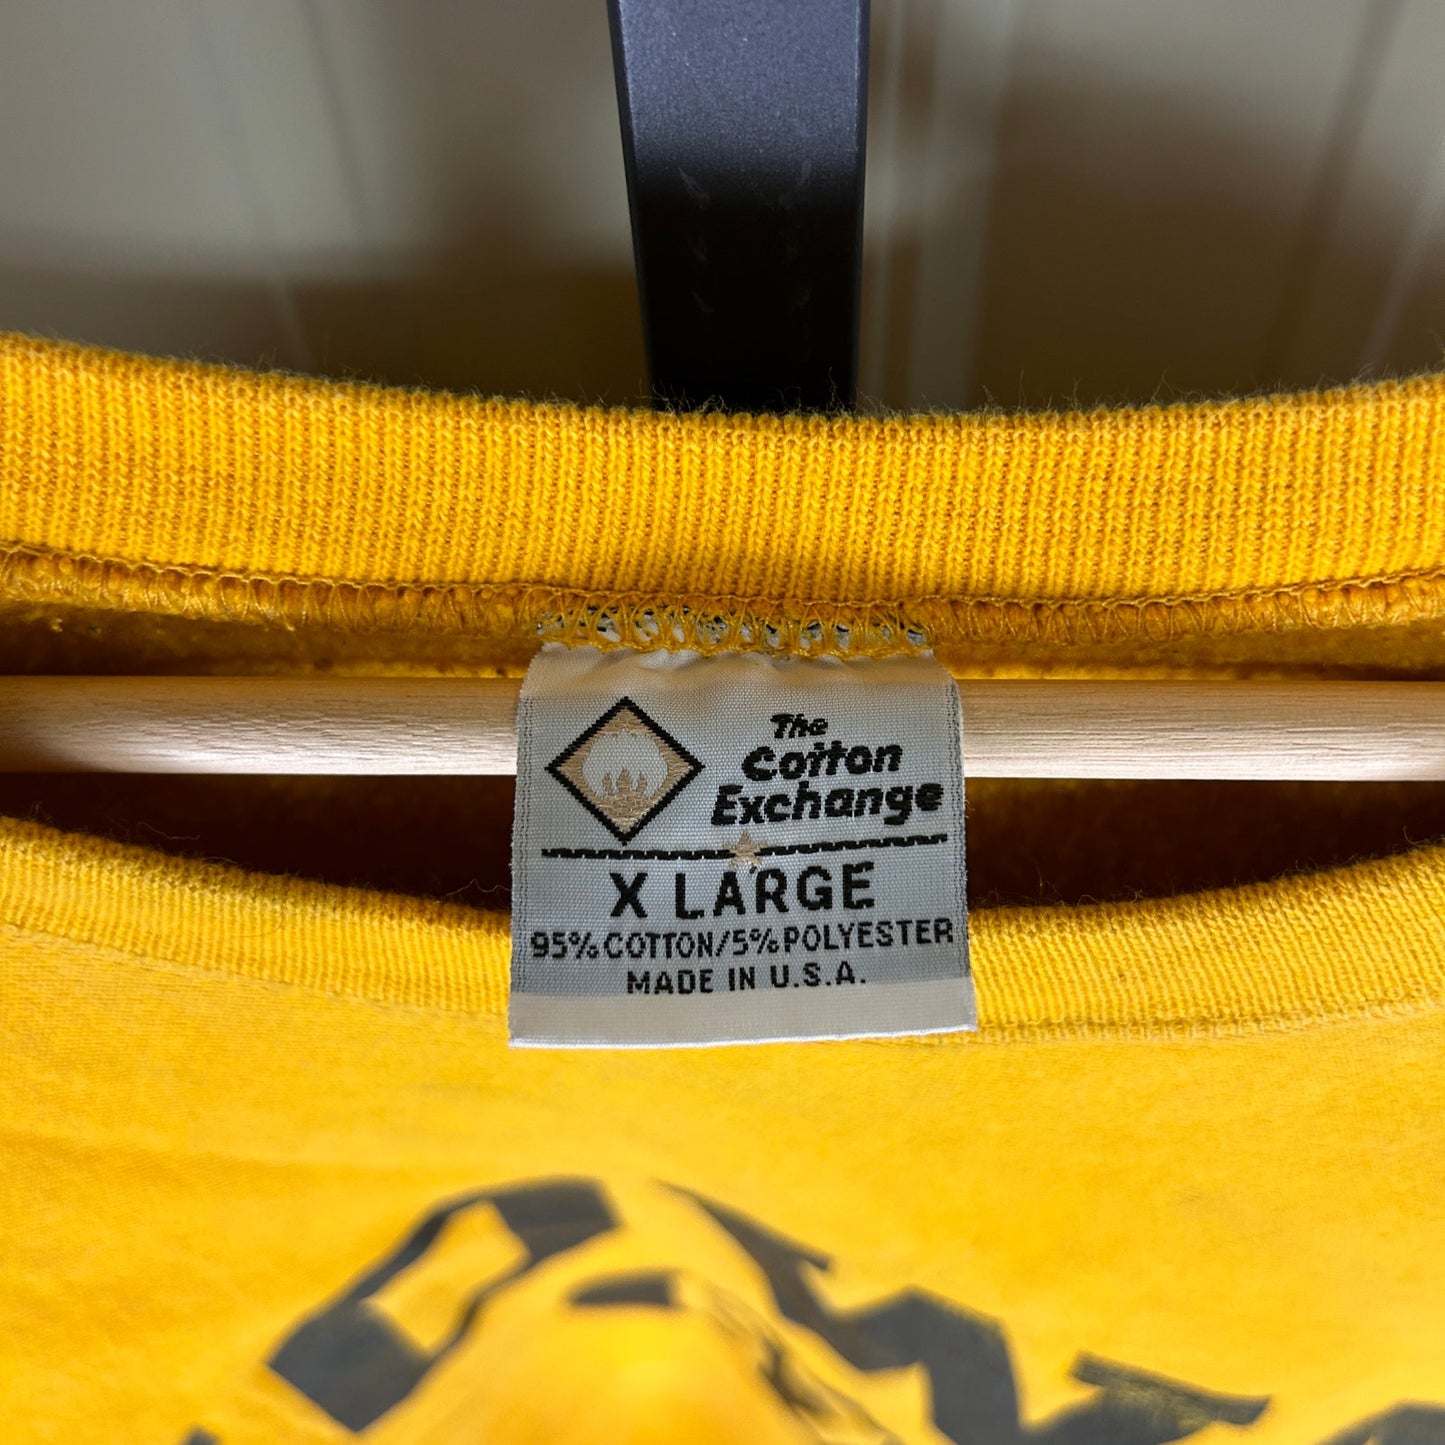 The
Cotton
Exchange
X LARGE
95% COTTON/5% POLYESTER
MADE IN U.S.A.